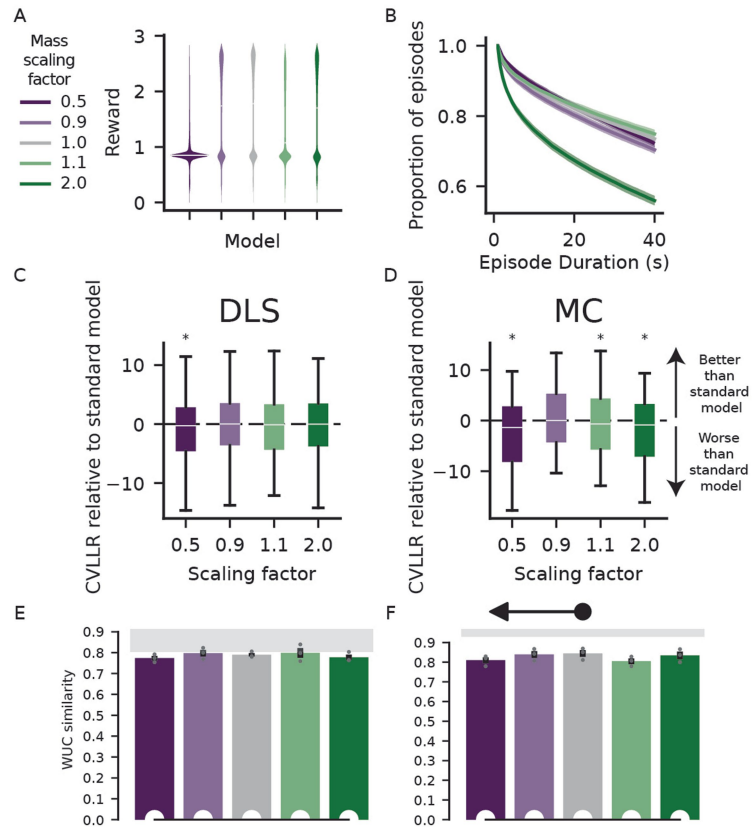 A
Mass
scaling
factor
0.5
0.9
1.0
1.1
2.0
Reward
3
2
1
0
Model
B
Proportion of episodes
1.0
0.8
0.6
0
20
40
Episode Duration (s)
C
DLS
CVLLR relative to standard model
*
10
0
−10
0.5
0.9
1.1
2.0
Scaling factor
D
MC
CVLLR relative to standard model
*
*
*
10
0
−10
0.5
0.9
1.1
2.0
Scaling factor
Better
than
standard
model
Worse
than
standard
model
E
WUC similarity
0.9
0.8
0.7
0.6
0.5
0.4
0.3
0.2
0.1
0.0
F
0.9
0.8
0.7
0.6
0.5
0.4
0.3
0.2
0.1
0.0